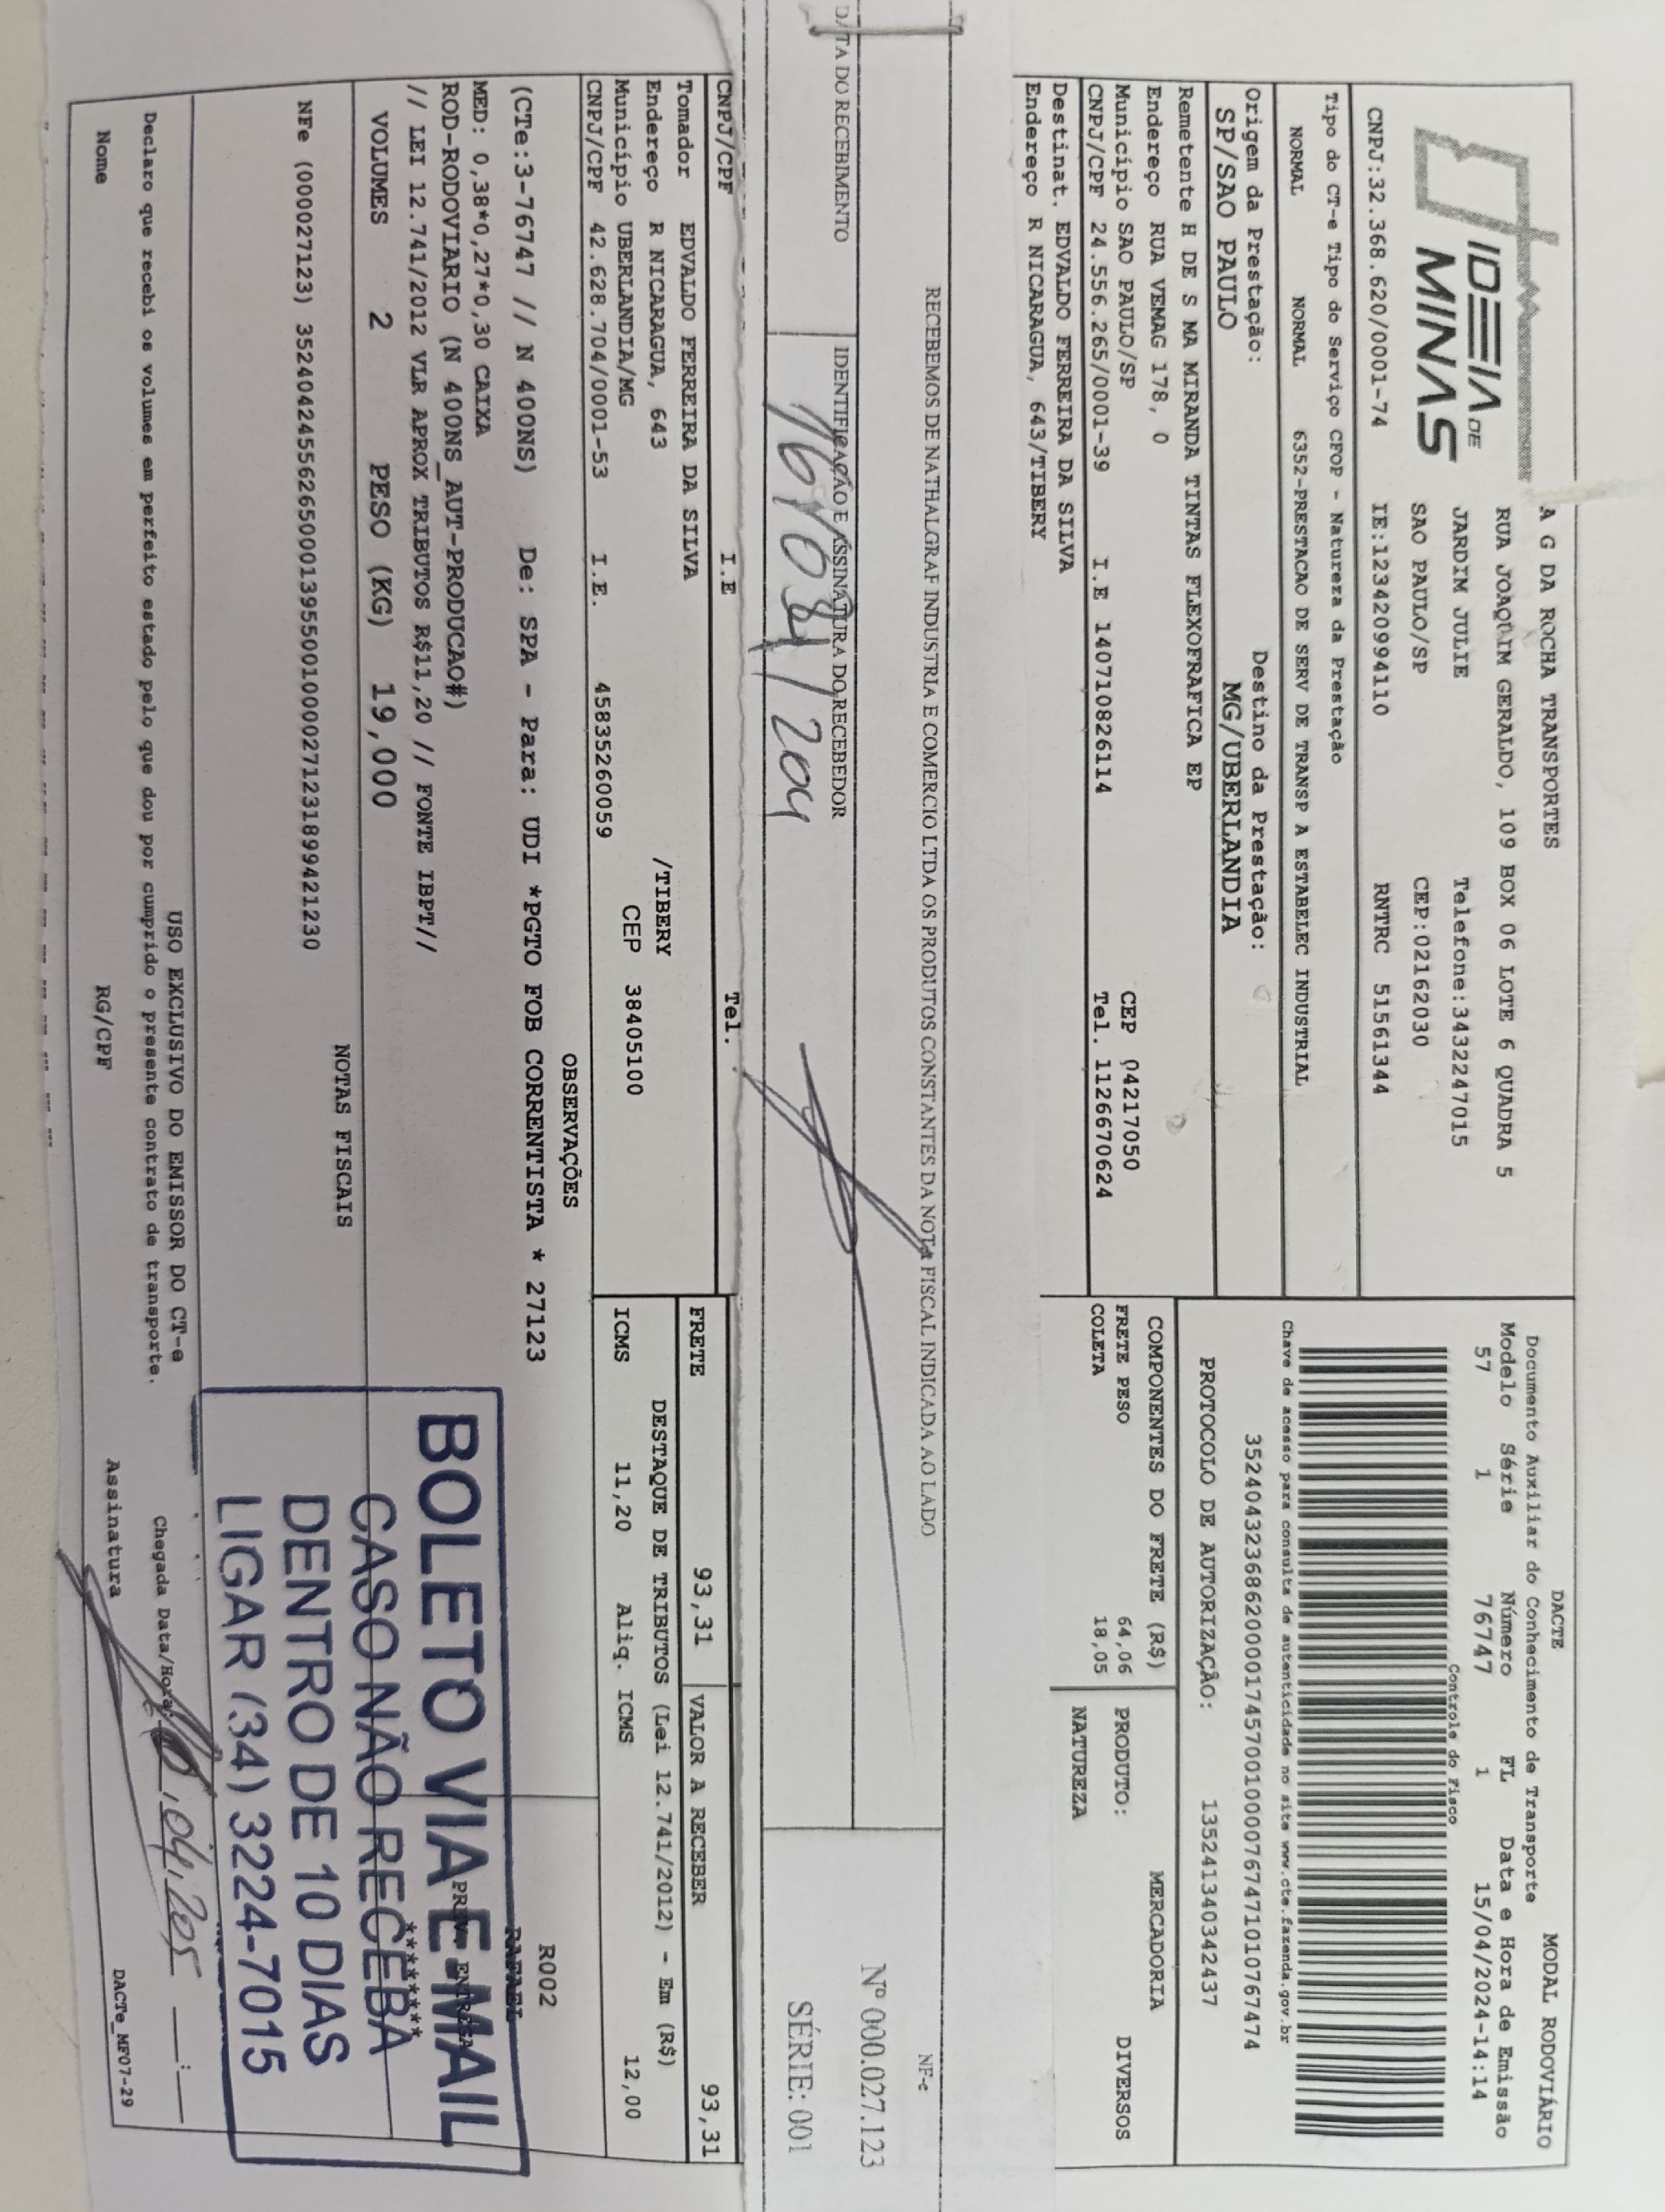 IDEIA DE
MINAS
A G DA ROCHA TRANSPORTES
RUA JOAQUIM GERALDO, 109 BOX 06 LOTE 6 QUADRA 5
JARDIM JULIE Telefone:3432247015
SAO PAULO/SP CEP:02162030
CNPJ:32.368.620/0001-74 IE:123420994110 RNTRC 51561344
Tipo do CT-e Tipo do Serviço CFOP - Natureza da Prestação
NORMAL NORMAL 6352-PRESTACAO DE SERV DE TRANSP A ESTABELEC INDUSTRIAL
Origem da Prestação: Destino da Prestação:
SP/SAO PAULO MG/UBERLANDIA
Remetente H DE S MA MIRANDA TINTAS FLEXOFRAFICA EP
Endereço RUA VEMAG 178, 0
Município SAO PAULO/SP CEP 04217050
CNPJ/CPF 24.556.265/0001-39 I.E 140710826114 Tel. 1126670624
Destinat. EDVALDO FERREIRA DA SILVA
Endereço R NICARAGUA, 643/TIBERY
DACTE MODAL RODOVIÁRIO
Documento Auxiliar do Conhecimento de Transporte
Modelo Série Número FL Data e Hora de Emissão
57 1 76747 1 15/04/2024-14:14
Controle do Fisco
Chave de acesso para consulta de autenticidade no site www.cte.fazenda.gov.br
35240432368620000174570010000767471010767474
PROTOCOLO DE AUTORIZAÇÃO: 135241340342437
COMPONENTES DO FRETE (R$) MERCADORIA
FRETE PESO 64,06 PRODUTO: DIVERSOS
COLETA 18,05 NATUREZA
RECEBEMOS DE NATHALGRAF INDUSTRIA E COMERCIO LTDA OS PRODUTOS CONSTANTES DA NOTA FISCAL INDICADA AO LADO
NF-e
Nº 000.027.123
SÉRIE: 001
DATA DO RECEBIMENTO IDENTIFICAÇÃO E ASSINATURA DO RECEBEDOR
CNPJ/CPF I.E Tel.
Tomador EDVALDO FERREIRA DA SILVA
Endereço R NICARAGUA, 643 /TIBERY
Município UBERLANDIA/MG CEP 38405100
CNPJ/CPF 42.628.704/0001-53 I.E. 45835260059
FRETE 93,31 VALOR A RECEBER 93,31
DESTAQUE DE TRIBUTOS (Lei 12.741/2012) - Em (R$)
ICMS 11,20 Aliq. ICMS 12,00
OBSERVAÇÕES
(CTe:3-76747 // N 400NS) De: SPA - Para: UDI *PGTO FOB CORRENTISTA * 27123
R002
RAFAEL
MED: 0,38*0,27*0,30 CAIXA
ROD-RODOVIARIO (N 400NS_AUT-PRODUCAO#)
// LEI 12.741/2012 VLR APROX TRIBUTOS R$11,20 // FONTE IBPT//
VOLUMES 2 PESO (KG) 19,000
NOTAS FISCAIS
NFe (000027123) 35240424556265000139550010000271231899421230
BOLETO VIA E-MAIL
CASO NÃO RECEBA
DENTRO DE 10 DIAS
LIGAR (34) 3224-7015
USO EXCLUSIVO DO EMISSOR DO CT-e
Declaro que recebi os volumes em perfeito estado pelo que dou por cumprido o presente contrato de transporte.
Chegada Data/Hora:
Nome RG/CPF Assinatura
DACTe_MF07-29